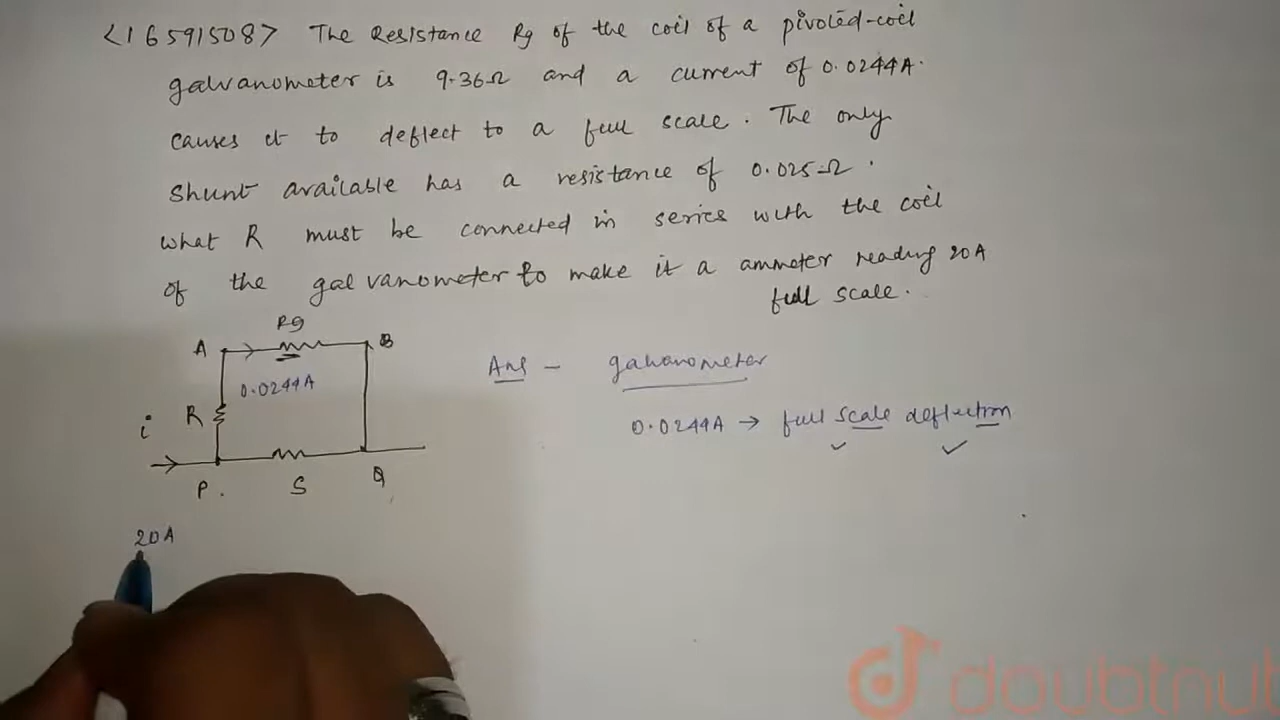 <16591508> The Resistance Rg of the coil of a pivoted-coil
galvanometer is 9.36Ω and a current of 0.0244A.
causes it to deflect to a full scale. The only
shunt available has a resistance of 0.025Ω.
what R must be connected in series with the coil
of the galvanometer to make it a ammeter reading 20A
full scale.
Rg
A
B
0.0244A
i
R
P.
S
Q
20A
Ans - galvanometer
0.0244A → full scale deflection
doubtnut